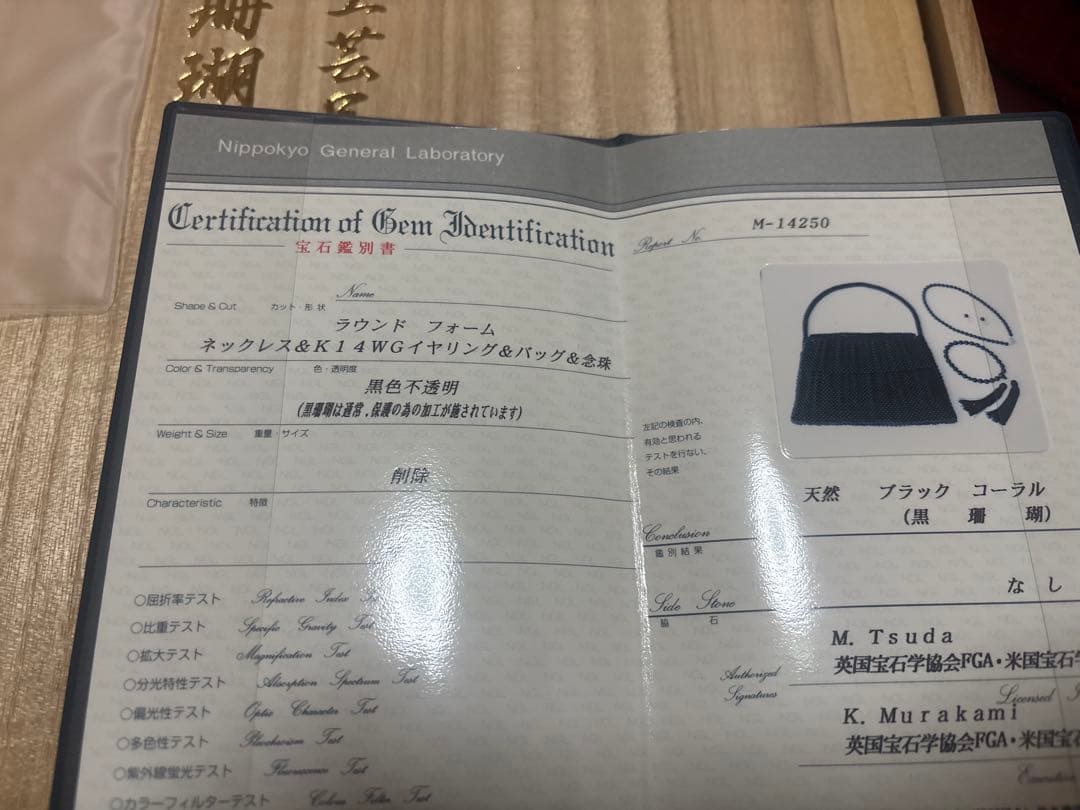 珊瑚
工芸
Nippokyo General Laboratory
Certification of Gem Identification
宝石鑑別書
Name
Shape & Cut カット・形状
ラウンド フォーム
ネックレス&K14WGイヤリング&バッグ&念珠
Color & Transparency 色・透明度
黒色不透明
(黒珊瑚は通常,保護の為の加工が施されています)
Weight & Size 重量・サイズ
削除
Characteristic 特徴
○屈折率テスト Refractive Index
○比重テスト Specific Gravity Test
○拡大テスト Magnification Test
○分光特性テスト Absorption Spectrum Test
○偏光性テスト Optic Character Test
○多色性テスト Pleochroism Test
○紫外線蛍光テスト Fluorescence Test
○カラーフィルターテスト Colour Filter Test
Report No. M-14250
左記の検査の内、
有効と思われる
テストを行ない、
その結果
天然 ブラック コーラル
(黒 珊 瑚)
Conclusion
鑑別結果
なし
Side Stone
脇 石
Authorized
Signatures
M. Tsuda
英国宝石学協会FGA・米国宝石学
Licensed
K. Murakami
英国宝石学協会FGA・米国宝石
Executive